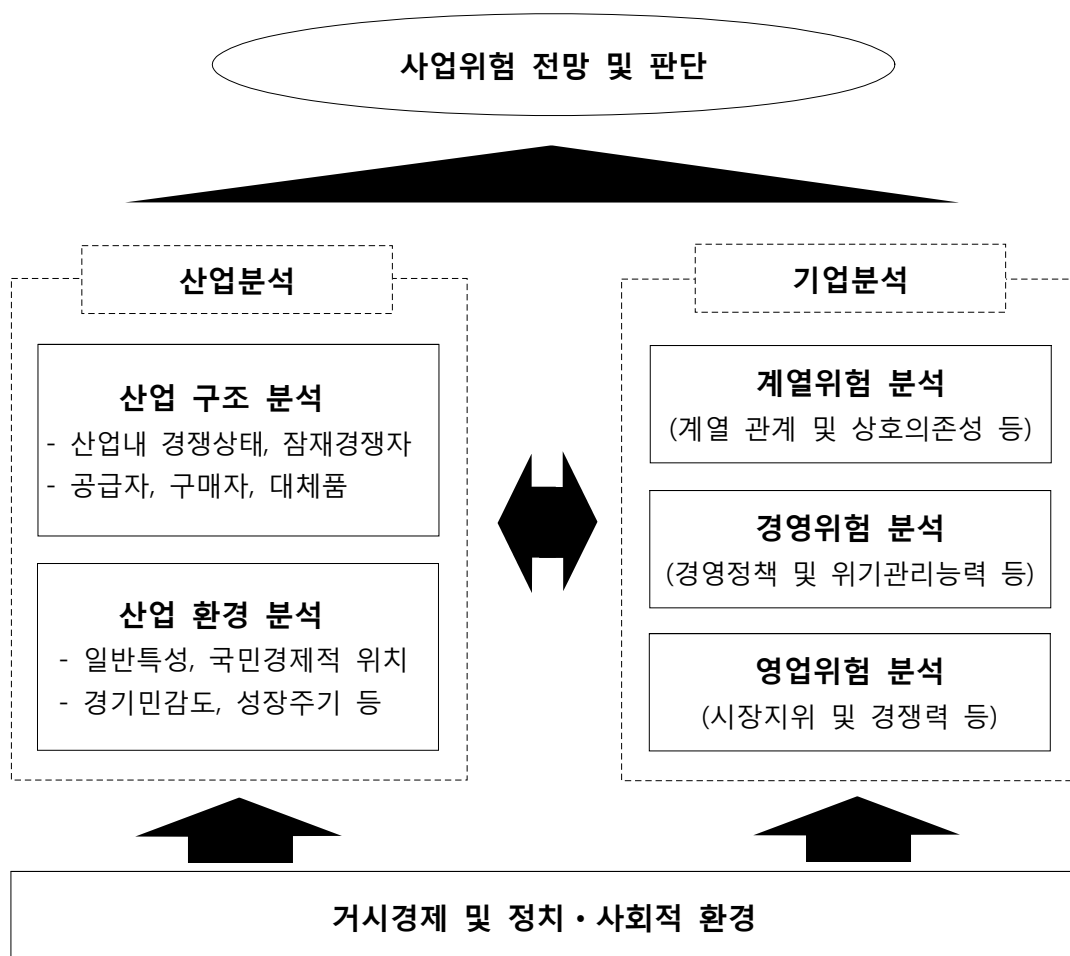 사업위험 전망 및 판단
산업분석
산업 구조 분석
- 산업내 경쟁상태, 잠재경쟁자
- 공급자, 구매자, 대체품
산업 환경 분석
- 일반특성, 국민경제적 위치
- 경기민감도, 성장주기 등
기업분석
계열위험 분석
(계열 관계 및 상호의존성 등)
경영위험 분석
(경영정책 및 위기관리능력 등)
영업위험 분석
(시장지위 및 경쟁력 등)
거시경제 및 정치・사회적 환경